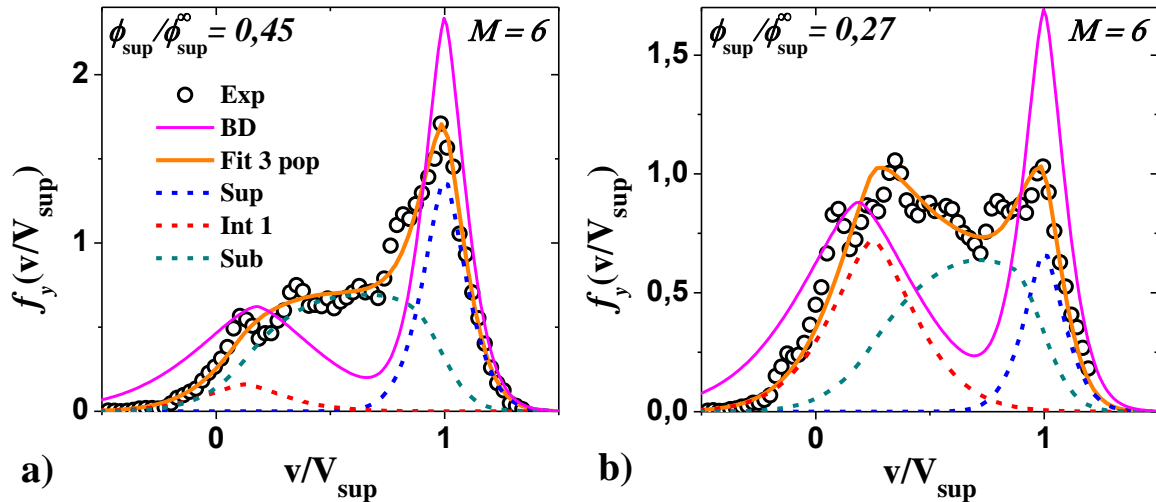 ϕsup/ϕ∞sup = 0,45
M = 6
Exp
BD
Fit 3 pop
Sup
Int 1
Sub
fy(v/Vsup)
2
1
0
0
1
v/Vsup
a)
ϕsup/ϕ∞sup = 0,27
M = 6
fy(v/Vsup)
1,5
1,0
0,5
0,0
0
1
v/Vsup
b)